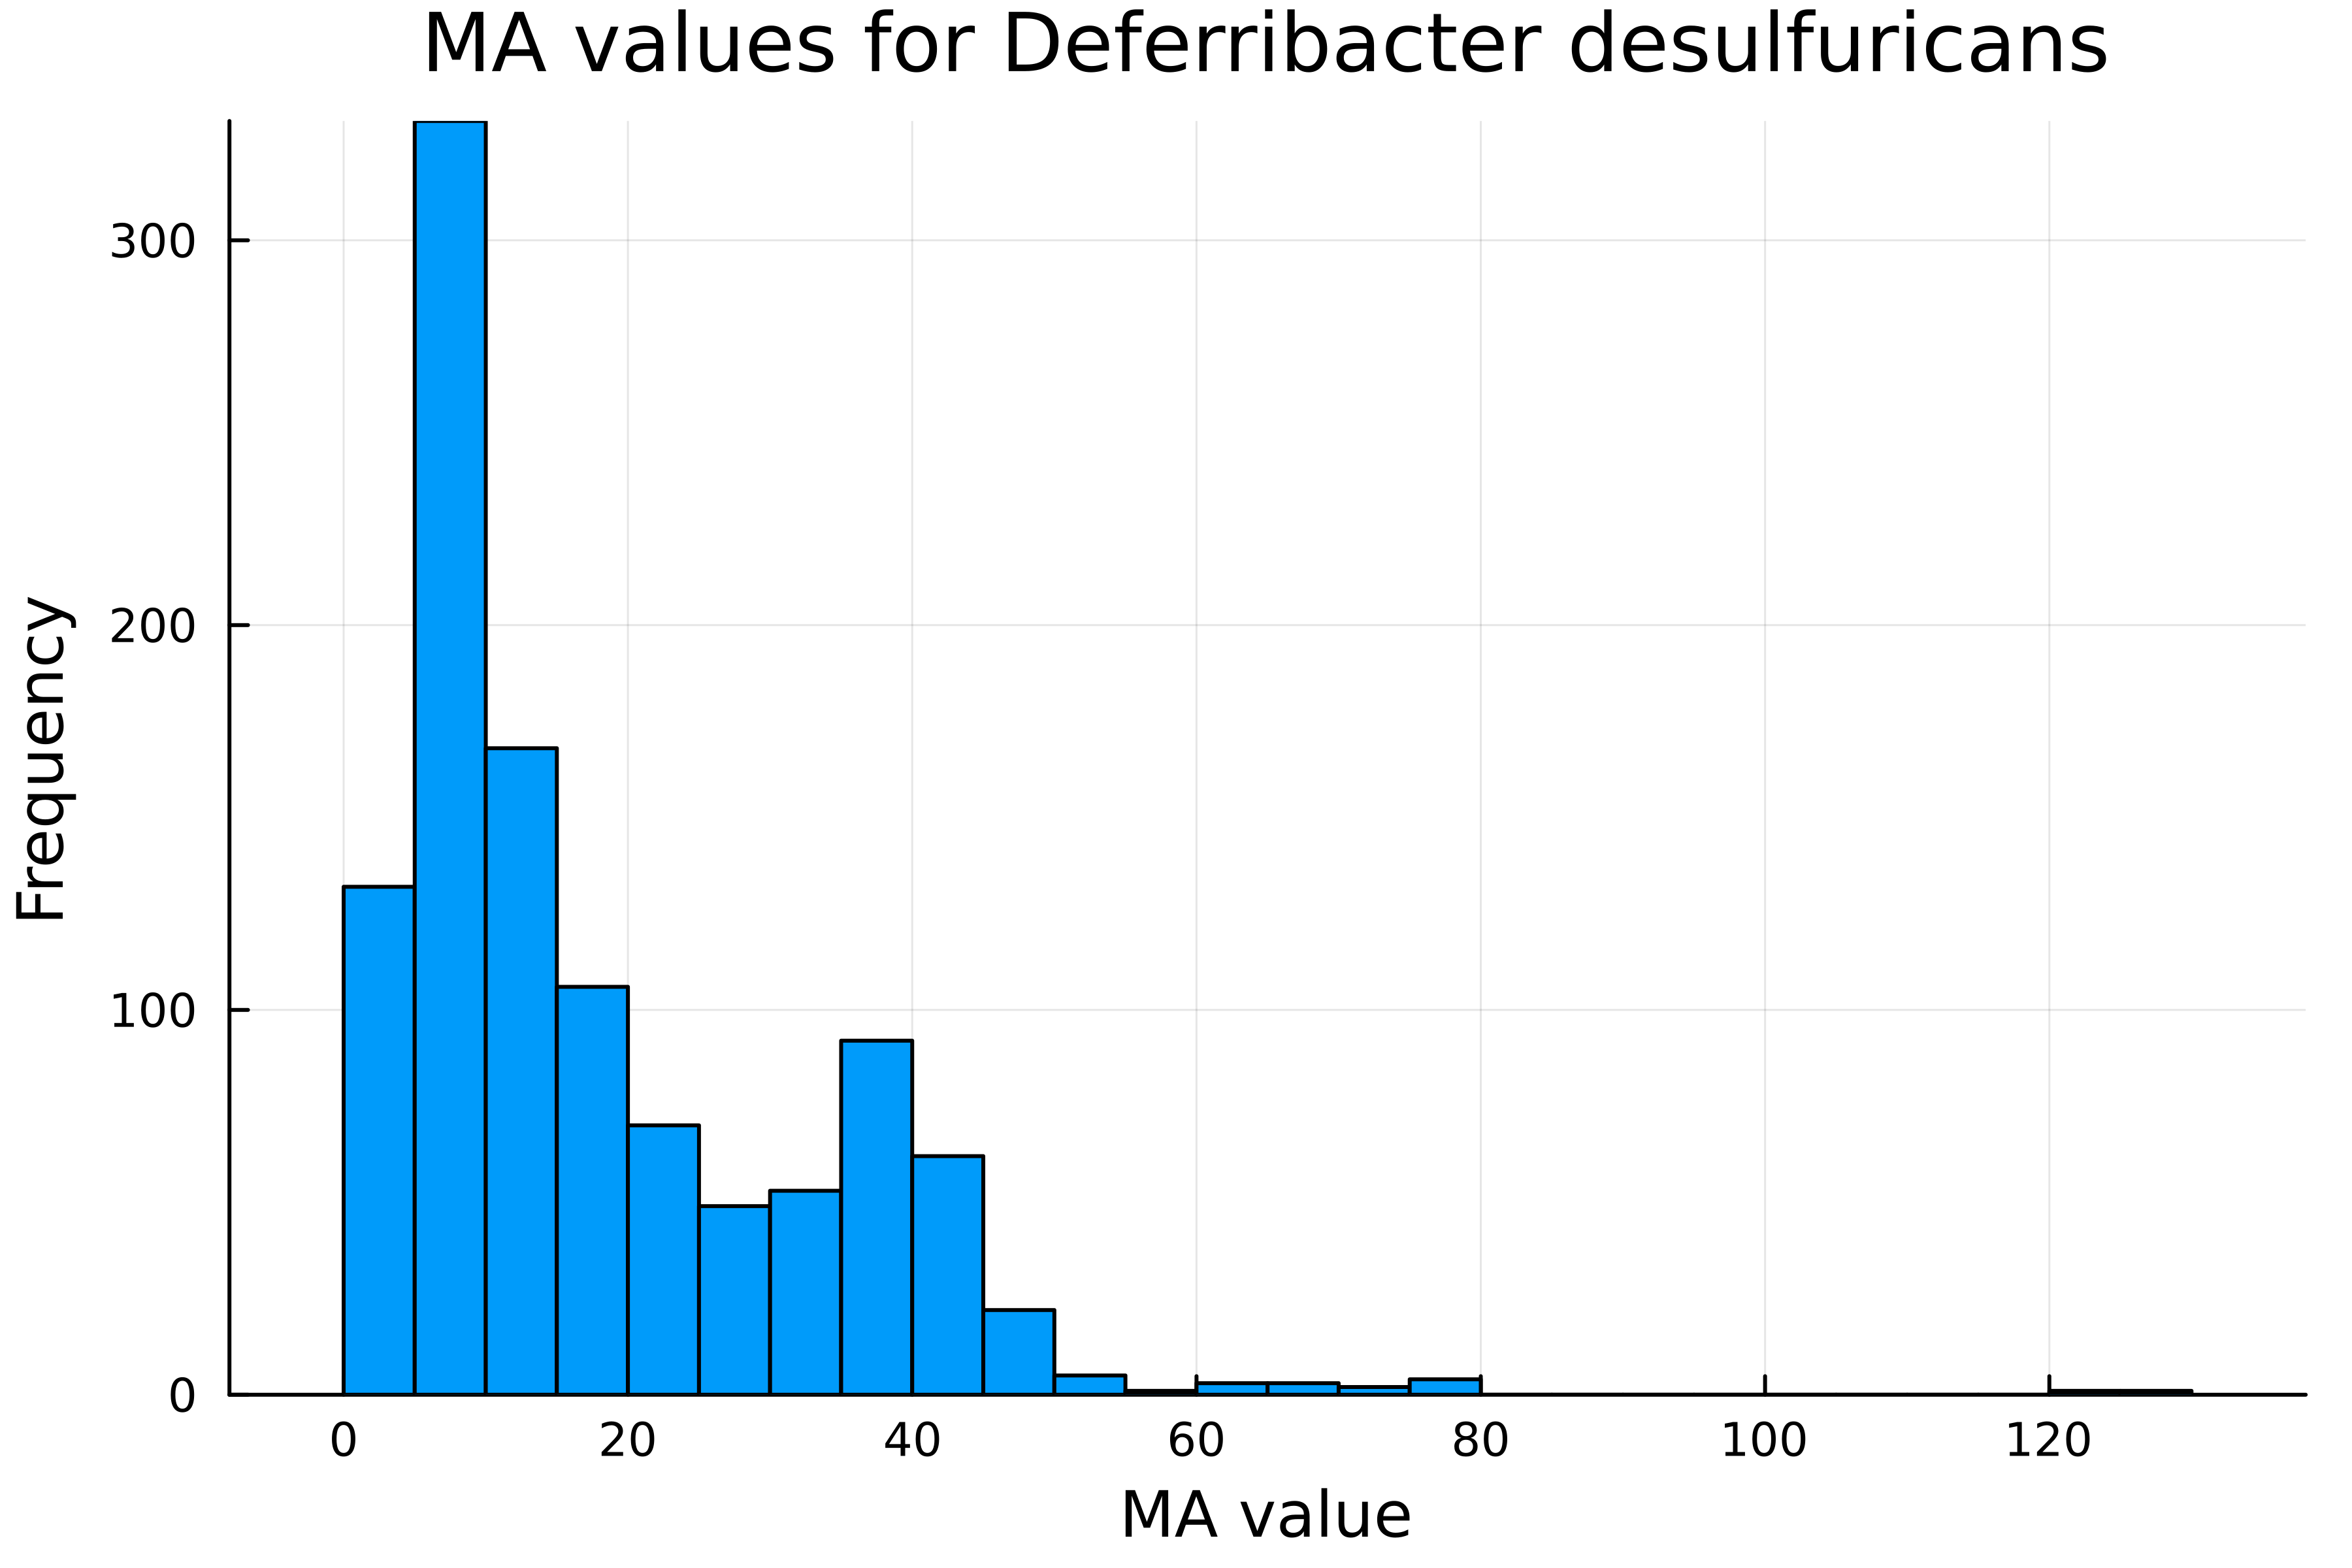 MA values for Deferribacter desulfuricans
300
200
100
0
Frequency
0 20 40 60 80 100 120
MA value